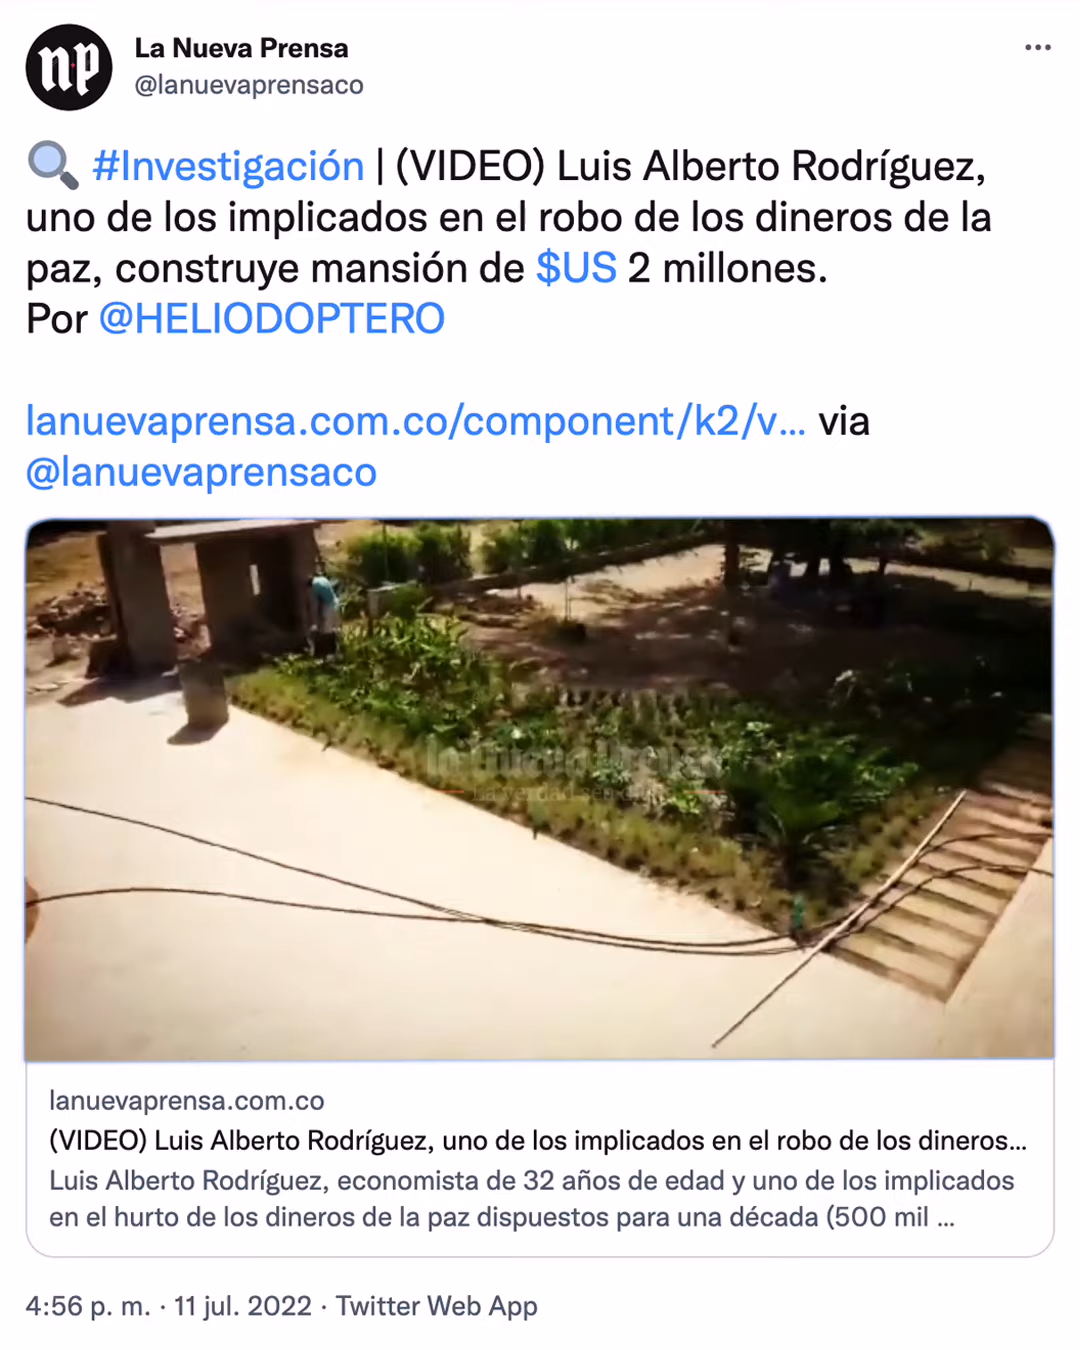 La Nueva Prensa
@lanuevaprensaco
#Investigación | (VIDEO) Luis Alberto Rodríguez,
uno de los implicados en el robo de los dineros de la
paz, construye mansión de $US 2 millones.
Por @HELIODOPTERO
lanuevaprensa.com.co/component/k2/v... via
@lanuevaprensaco
la Nueva Prensa
lanuevaprensa.com.co
(VIDEO) Luis Alberto Rodríguez, uno de los implicados en el robo de los dineros...
Luis Alberto Rodríguez, economista de 32 años de edad y uno de los implicados
en el hurto de los dineros de la paz dispuestos para una década (500 mil ...
4:56 p. m. · 11 jul. 2022 · Twitter Web App